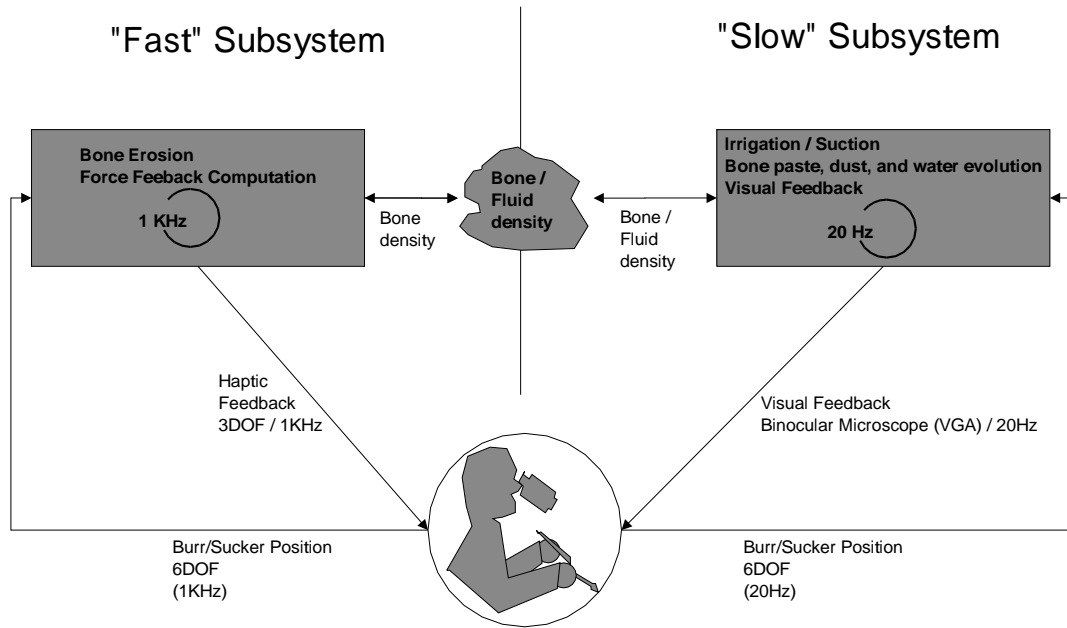 "Fast" Subsystem
"Slow" Subsystem
Bone Erosion
Force Feeback Computation
1 KHz
Bone /
Fluid
density
Irrigation / Suction
Bone paste, dust, and water evolution
Visual Feedback
20 Hz
Bone
density
Bone /
Fluid
density
Haptic
Feedback
3DOF / 1KHz
Visual Feedback
Binocular Microscope (VGA) / 20Hz
Burr/Sucker Position
6DOF
(1KHz)
Burr/Sucker Position
6DOF
(20Hz)